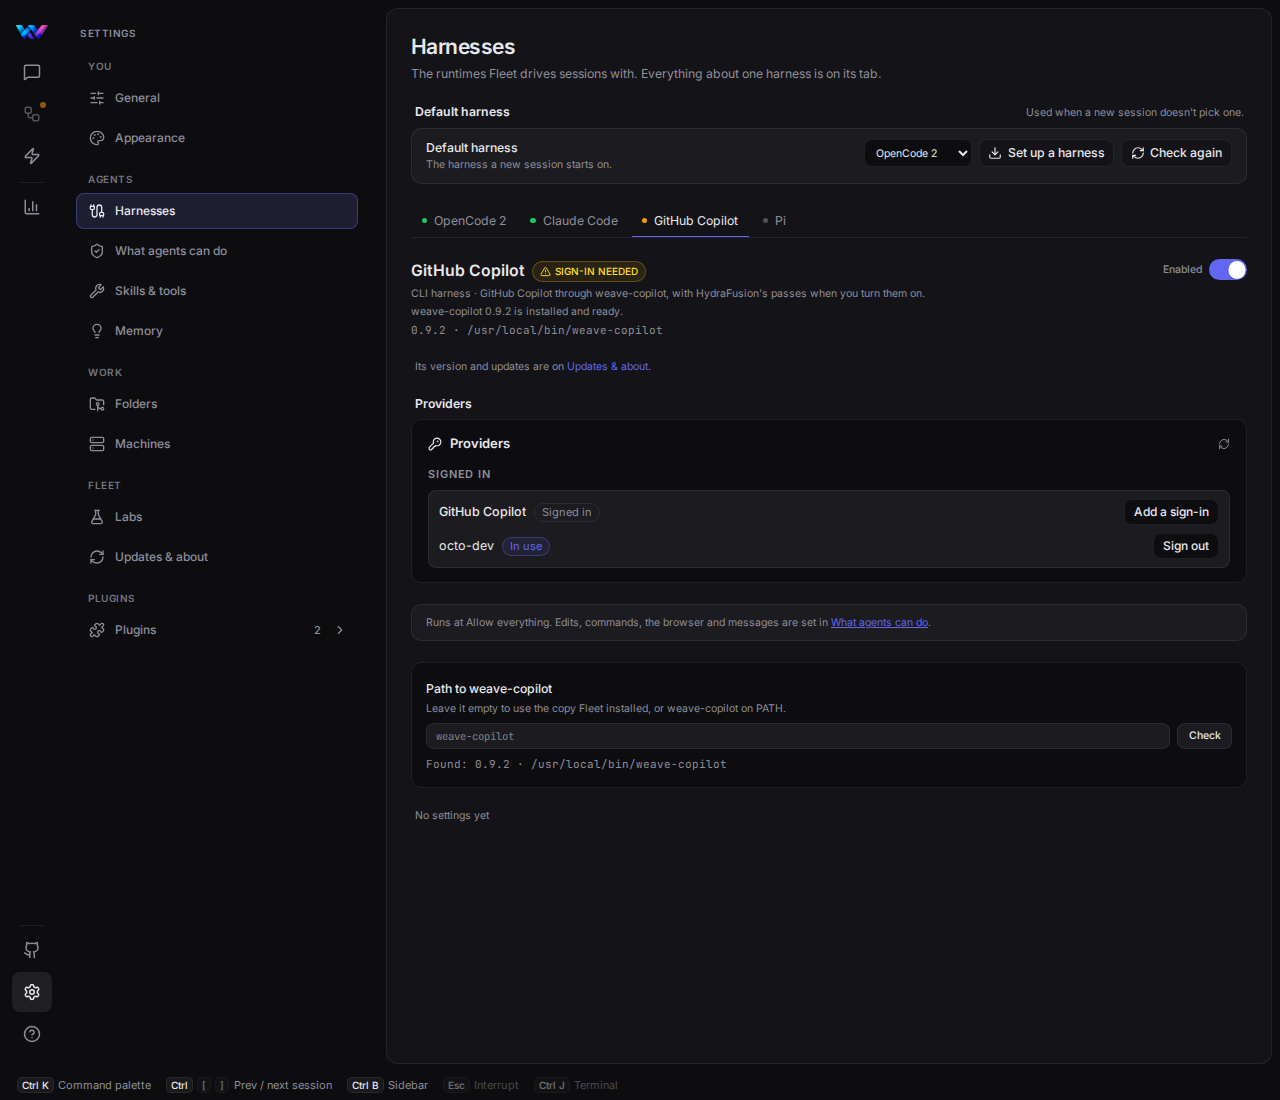 SETTINGS
YOU
General
Appearance
AGENTS
Harnesses
What agents can do
Skills & tools
Memory
WORK
Folders
Machines
FLEET
Labs
Updates & about
PLUGINS
Plugins 2
Harnesses
The runtimes Fleet drives sessions with. Everything about one harness is on its tab.
Default harness
Used when a new session doesn't pick one.
Default harness
The harness a new session starts on.
OpenCode 2
Set up a harness
Check again
OpenCode 2
Claude Code
GitHub Copilot
Pi
GitHub Copilot
SIGN-IN NEEDED
Enabled
CLI harness · GitHub Copilot through weave-copilot, with HydraFusion's passes when you turn them on.
weave-copilot 0.9.2 is installed and ready.
0.9.2 · /usr/local/bin/weave-copilot
Its version and updates are on Updates & about.
Providers
Providers
SIGNED IN
GitHub Copilot Signed in
Add a sign-in
octo-dev In use
Sign out
Runs at Allow everything. Edits, commands, the browser and messages are set in What agents can do.
Path to weave-copilot
Leave it empty to use the copy Fleet installed, or weave-copilot on PATH.
weave-copilot
Check
Found: 0.9.2 · /usr/local/bin/weave-copilot
No settings yet
Ctrl K Command palette
Ctrl [ ] Prev / next session
Ctrl B Sidebar
Esc Interrupt
Ctrl J Terminal